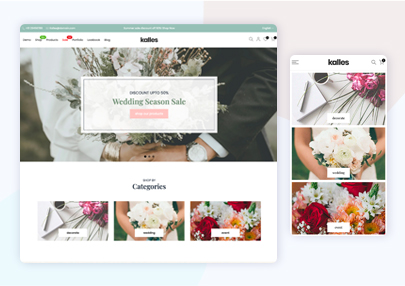 Demo Shop Product Sale Portfolio Lookbook Blog
kalles
DISCOUNT UPTO 50%
Wedding Season Sale
SHOP BY
Categories
decorate
wedding
event
kalles
decorate
wedding
event